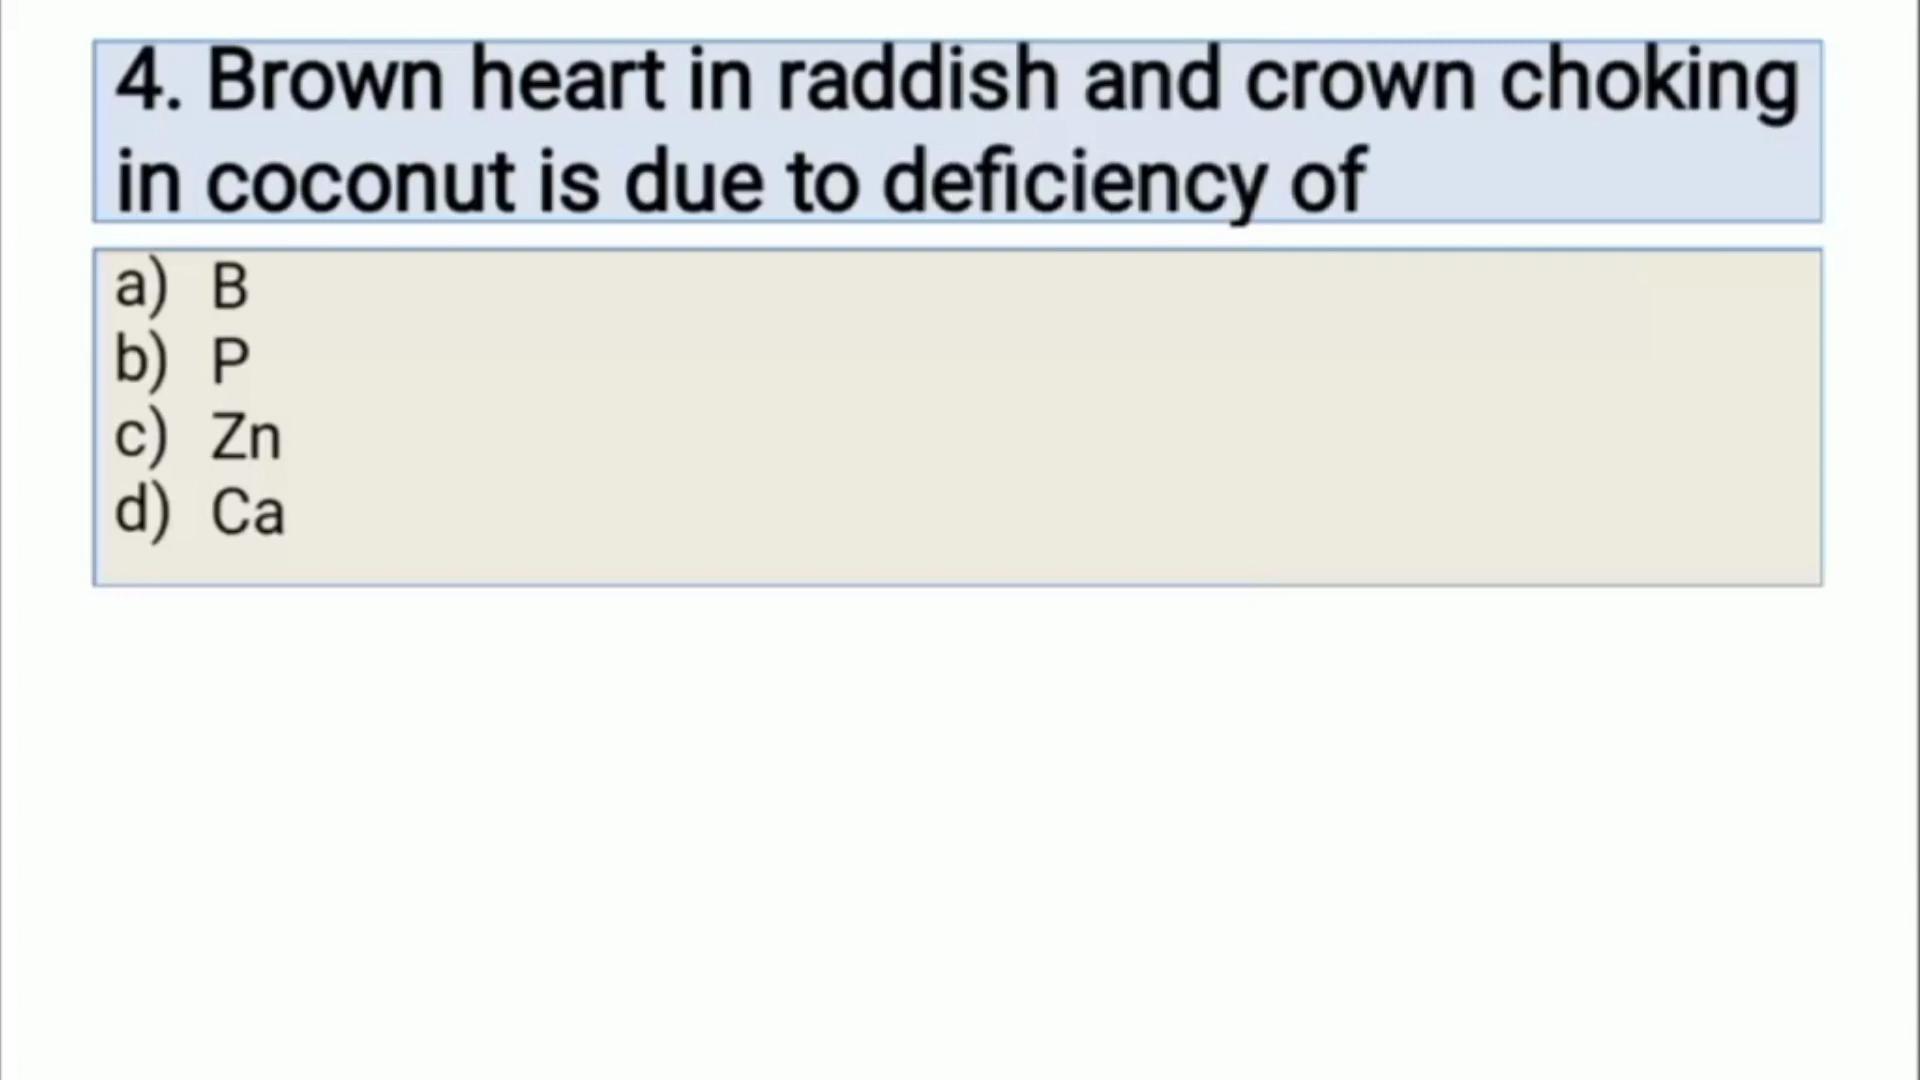 4. Brown heart in raddish and crown choking
in coconut is due to deficiency of
a) B
b) P
c) Zn
d) Ca